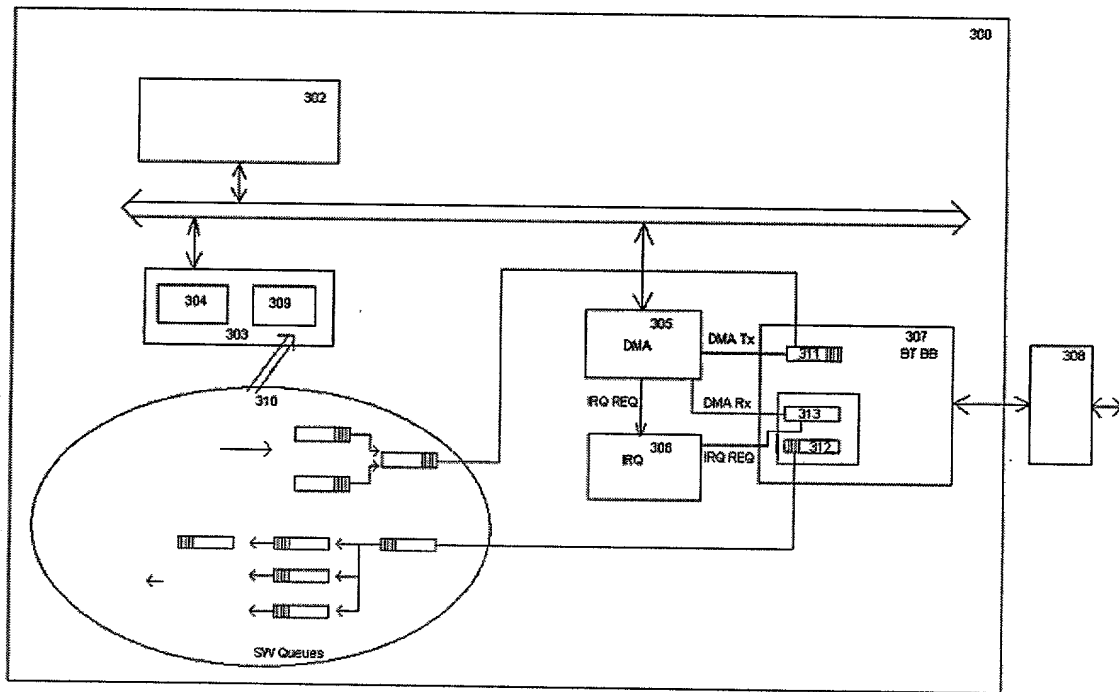 300
302
304
309
303
305
DMA
DMA Tx
307
BT BB
311
308
310
IRQ REQ
DMA Rx
313
306
IRQ
IRQ REQ
312
SW Queues